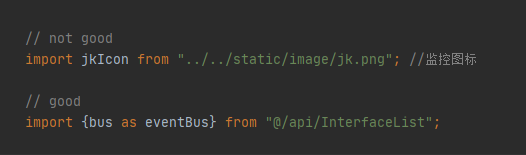 // not good
import jkIcon from "../../static/image/jk.png"; //监控图标
// good
import {bus as eventBus} from "@/api/InterfaceList";